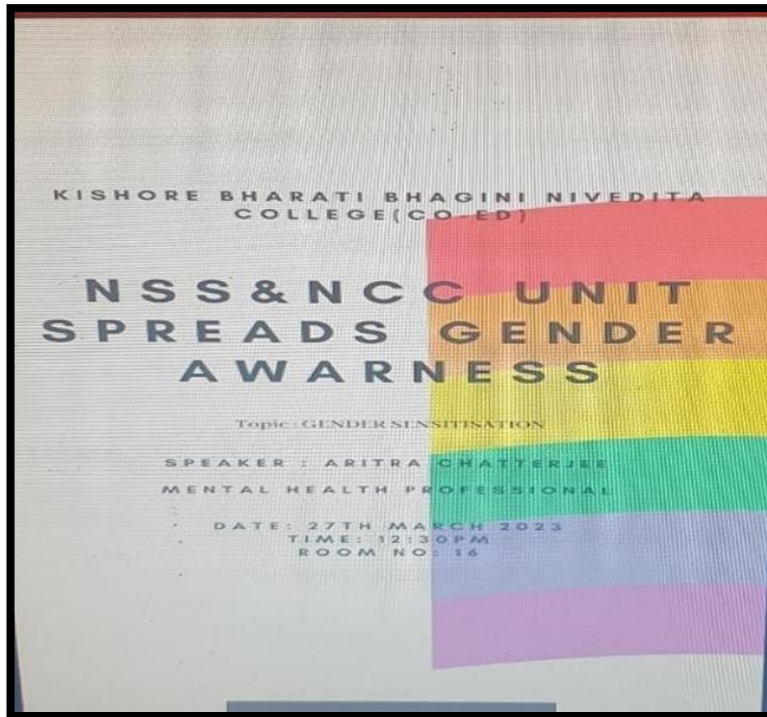 KISHORE BHARATI BHAGINI NIVEDITA
COLLEGE(CO-ED)
NSS&NCC UNIT
SPREADS GENDER
AWARNESS
Topic : GENDER SENSITISATION
SPEAKER : ARITRA CHATTERJEE
MENTAL HEALTH PROFESSIONAL
DATE: 27TH MARCH 2023
TIME: 12:30PM
ROOM NO: 16